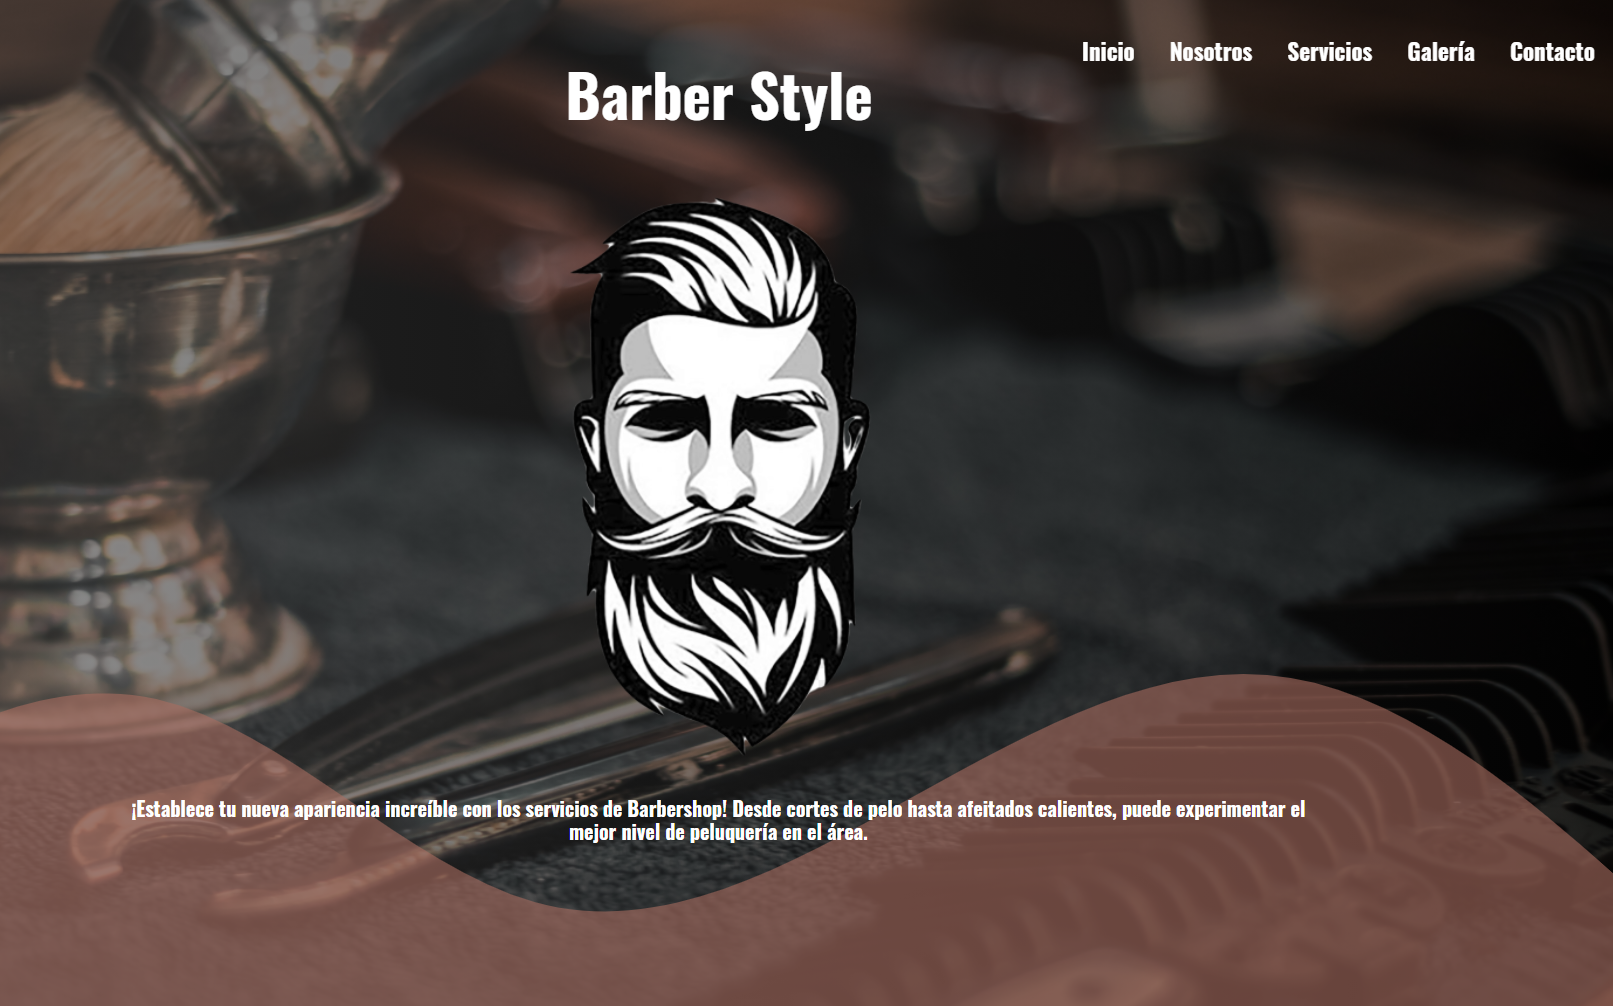 Inicio Nosotros Servicios Galería Contacto
Barber Style
¡Establece tu nueva apariencia increíble con los servicios de Barbershop! Desde cortes de pelo hasta afeitados calientes, puede experimentar el
mejor nivel de peluquería en el área.